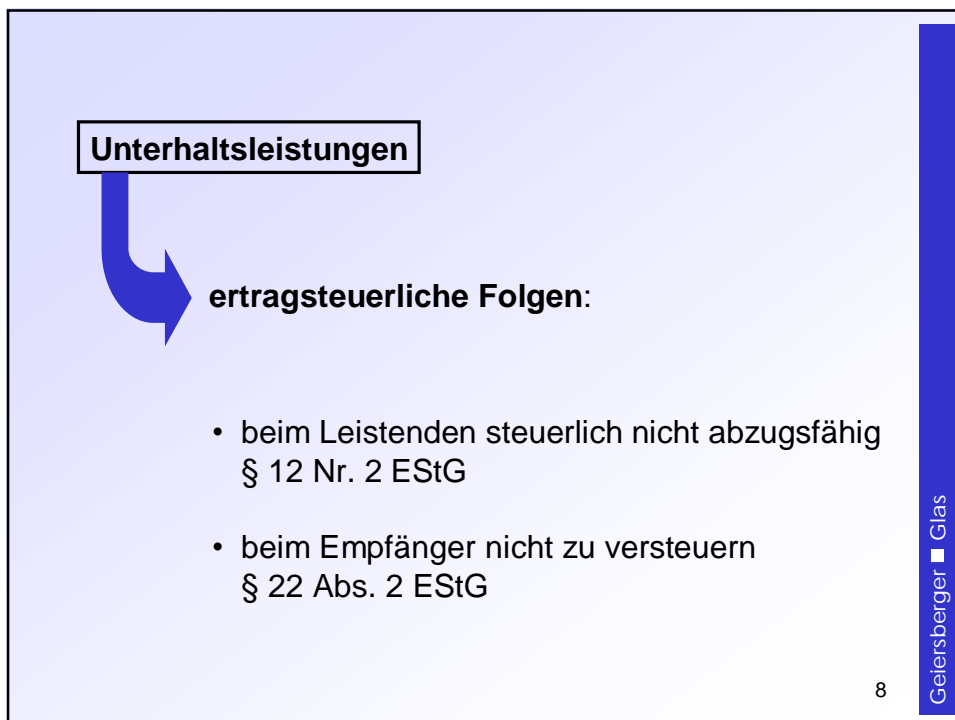 Unterhaltsleistungen
ertragsteuerliche Folgen:
• beim Leistenden steuerlich nicht abzugsfähig
§ 12 Nr. 2 EStG
• beim Empfänger nicht zu versteuern
§ 22 Abs. 2 EStG
8
Geiersberger ■ Glas